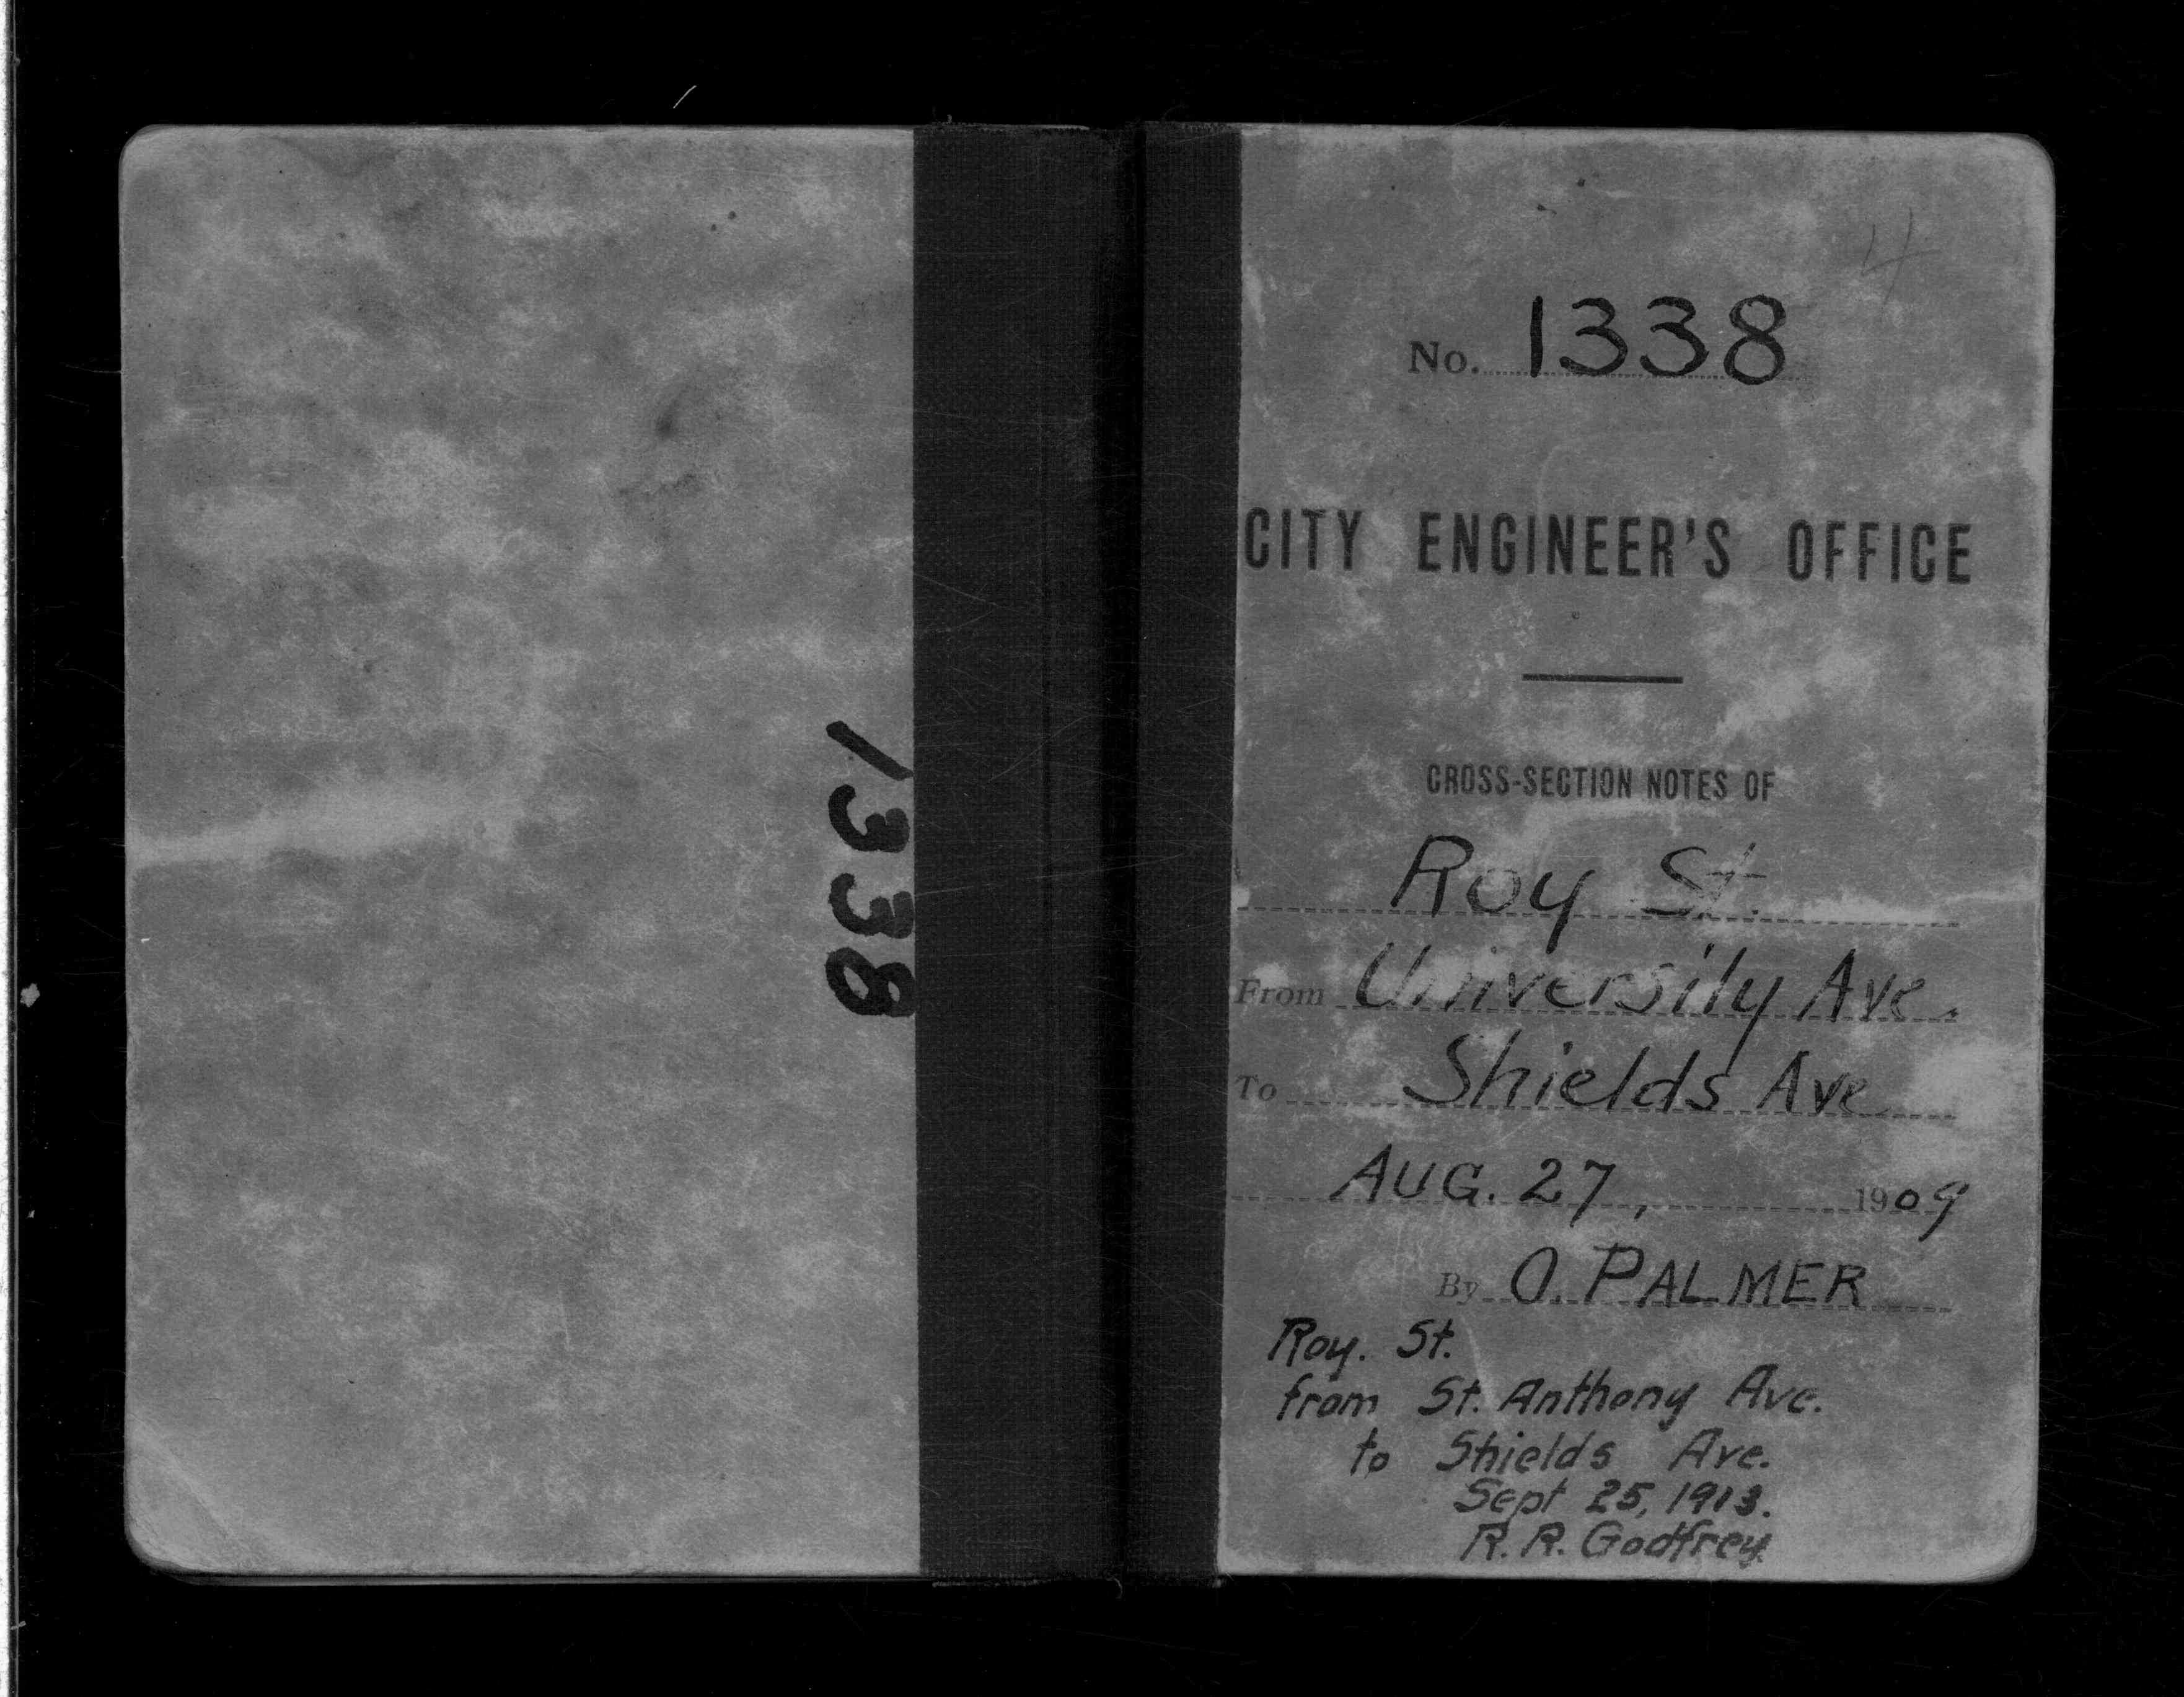 1338
4
No. 1338
CITY ENGINEER'S OFFICE
CROSS-SECTION NOTES OF
Roy St.
From University Ave.
To Shields Ave
AUG. 27, 1909
By O. PALMER
Roy. St.
from St. Anthony Ave.
to Shields Ave.
Sept 25, 1913.
R. R. Godfrey